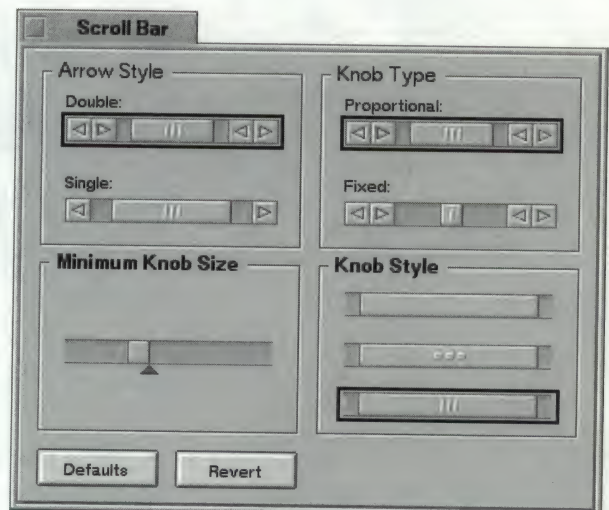 Scroll Bar
Arrow Style
Double:
Single:
Knob Type
Proportional:
Fixed:
Minimum Knob Size
Knob Style
Defaults
Revert